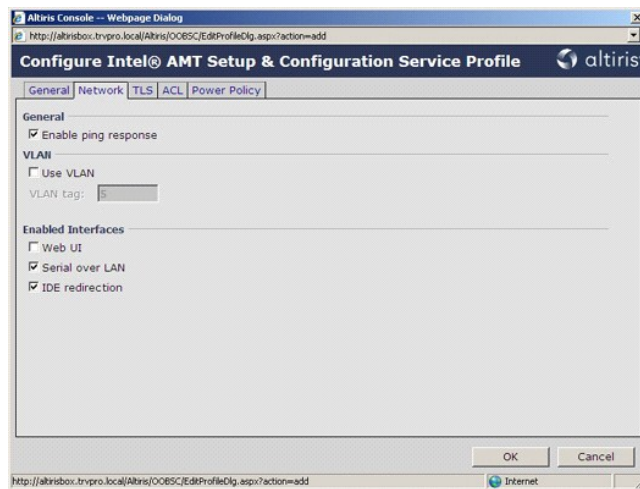 Altiris Console -- Webpage Dialog
http://altirisbox.trvpro.local/Altiris/OOBSC/EditProfileDlg.aspx?action=add
Configure Intel® AMT Setup & Configuration Service Profile altiris
General Network TLS ACL Power Policy
General
Enable ping response
VLAN
Use VLAN
VLAN tag: 5
Enabled Interfaces
Web UI
Serial over LAN
IDE redirection
OK Cancel
http://altirisbox.trvpro.local/Altiris/OOBSC/EditProfileDlg.aspx?action=add Internet